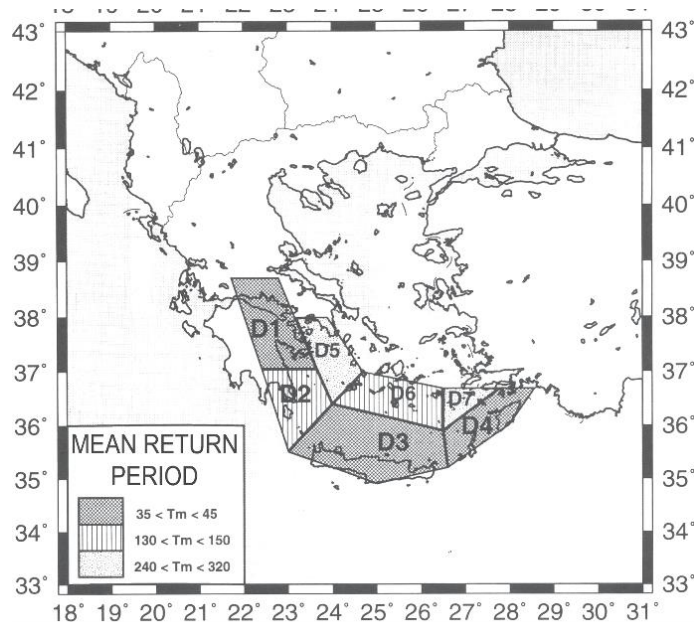 43° 43°
42° 42°
41° 41°
40° 40°
39° 39°
38° 38°
D1
D5
37° 37°
D2 D6 D7
36° 36°
D3 D4
MEAN RETURN
PERIOD
35° 35°
35 < Tm < 45
34° 34°
130 < Tm < 150
240 < Tm < 320
33° 33°
18 19 20 21 22 23 24 25 26 27 28 29 30 31